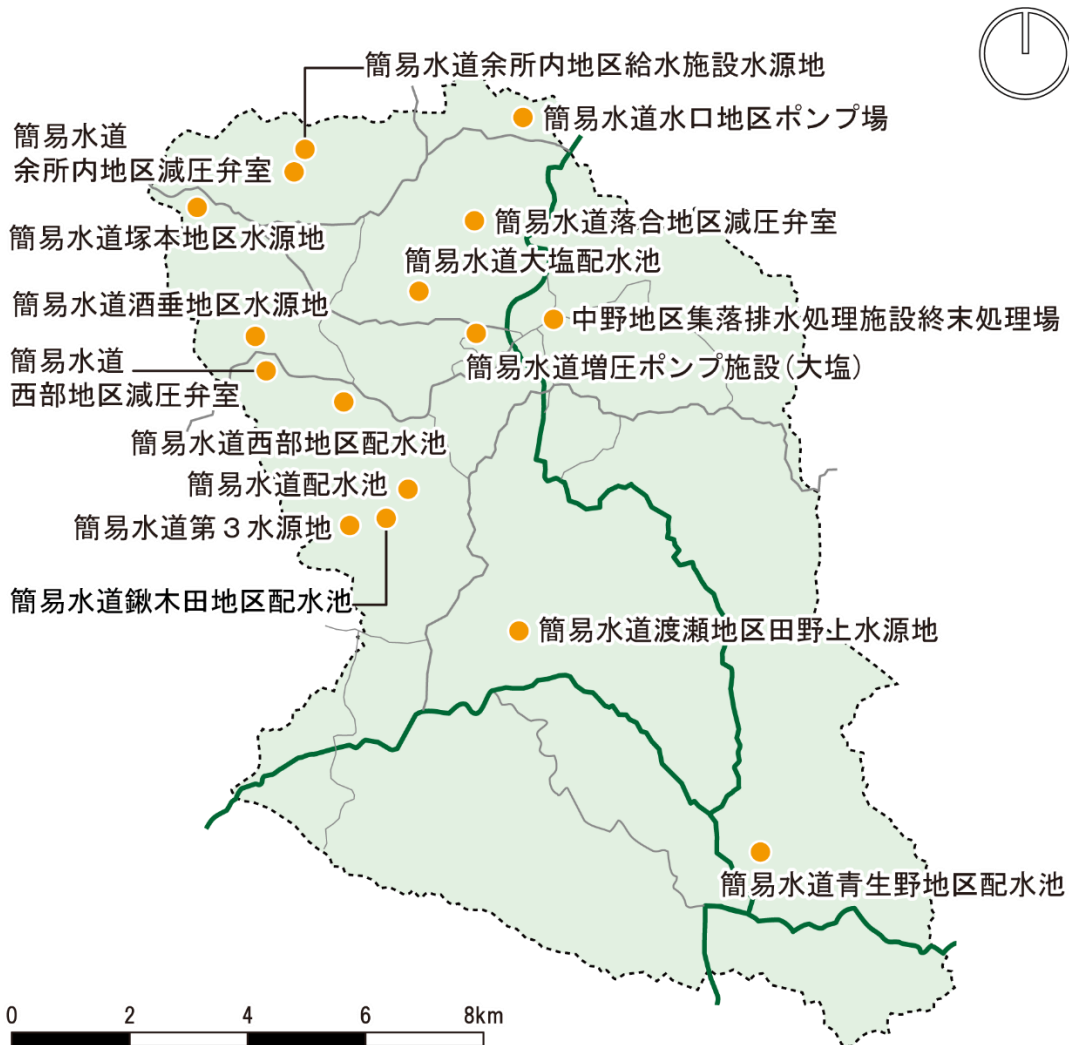 簡易水道余所内地区給水施設水源地
簡易水道水口地区ポンプ場
簡易水道
余所内地区減圧弁室
簡易水道塚本地区水源地
簡易水道落合地区減圧弁室
簡易水道大塩配水池
簡易水道酒垂地区水源地
中野地区集落排水処理施設終末処理場
簡易水道増圧ポンプ施設(大塩)
簡易水道
西部地区減圧弁室
簡易水道西部地区配水池
簡易水道配水池
簡易水道第3水源地
簡易水道鍬木田地区配水池
簡易水道渡瀬地区田野上水源地
簡易水道青生野地区配水池
0 2 4 6 8km